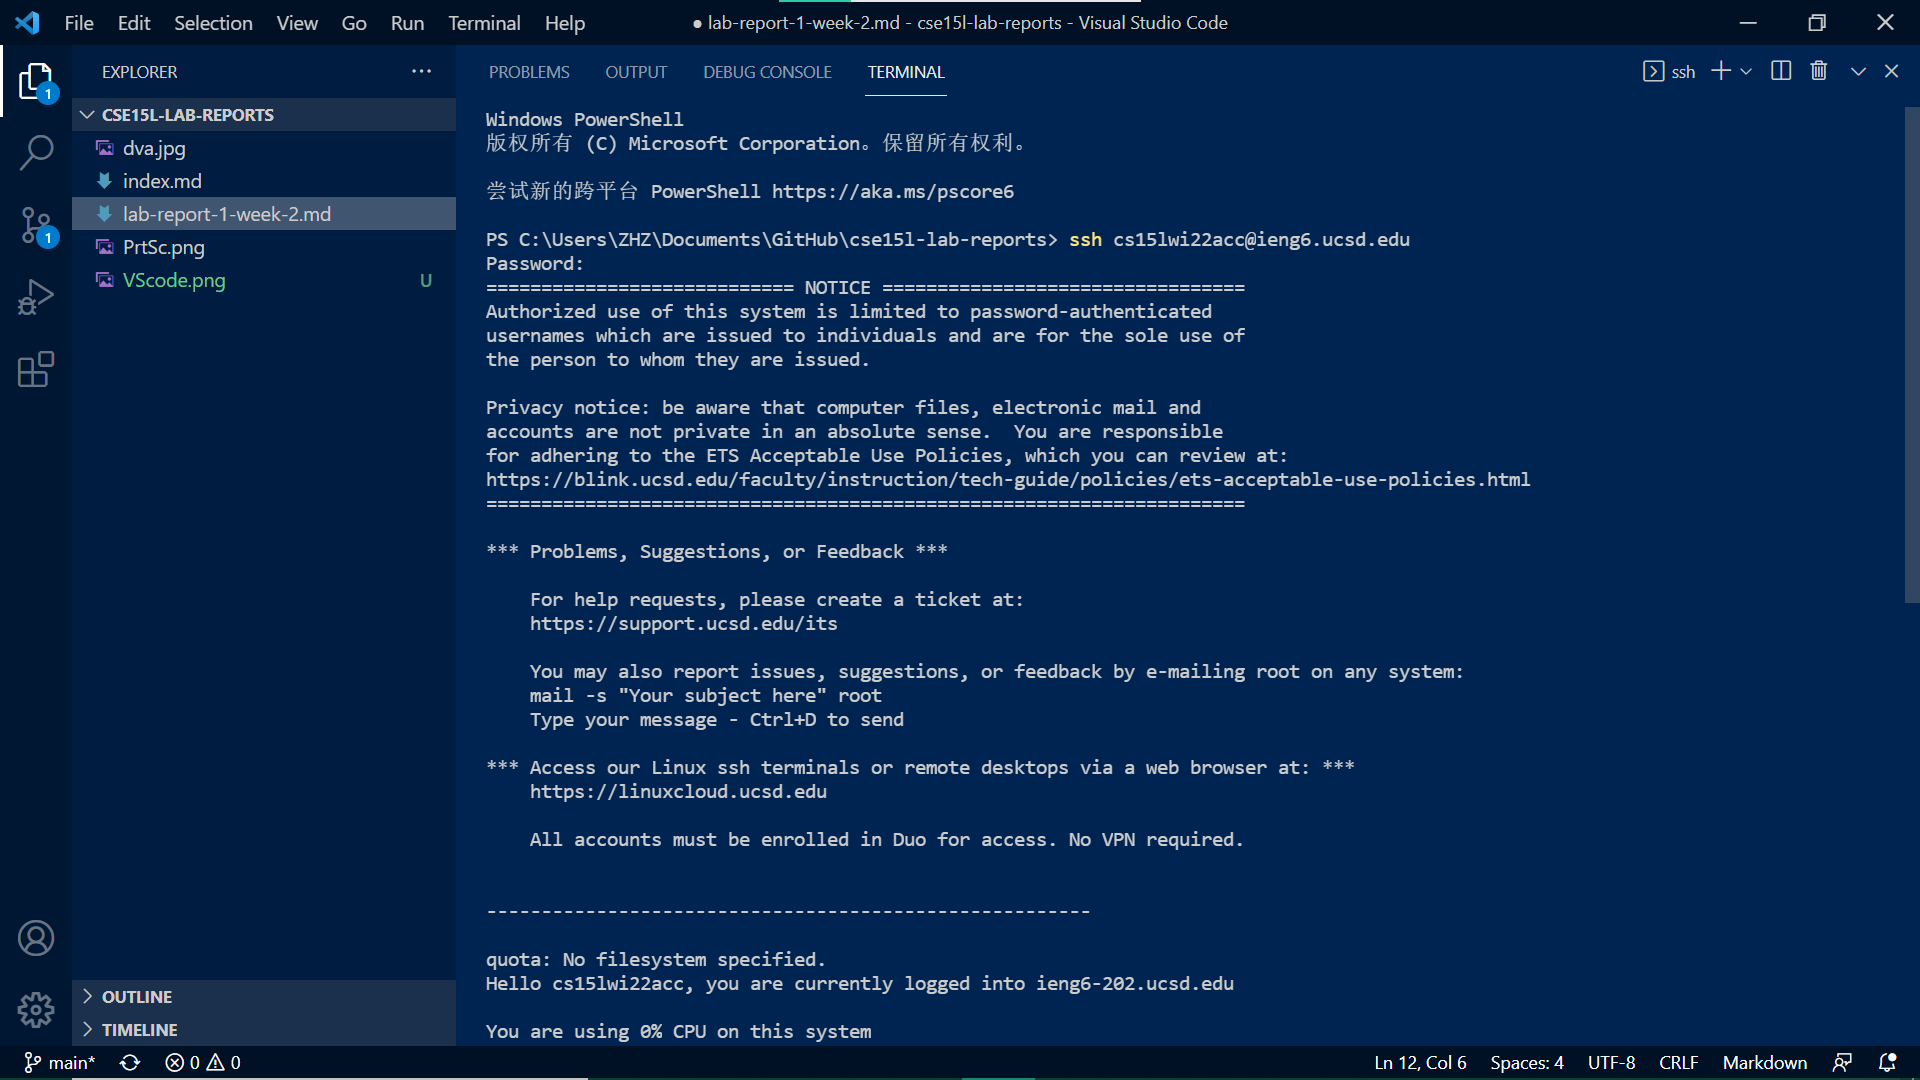 File Edit Selection View Go Run Terminal Help ● lab-report-1-week-2.md - cse15l-lab-reports - Visual Studio Code
EXPLORER
CSE15L-LAB-REPORTS
dva.jpg
index.md
lab-report-1-week-2.md
PrtSc.png
VScode.png U
OUTLINE
TIMELINE
1
1
PROBLEMS OUTPUT DEBUG CONSOLE TERMINAL ssh
Windows PowerShell
版权所有 (C) Microsoft Corporation。保留所有权利。
尝试新的跨平台 PowerShell https://aka.ms/pscore6
PS C:\Users\ZHZ\Documents\GitHub\cse15l-lab-reports> ssh cs15lwi22acc@ieng6.ucsd.edu
Password:
============================ NOTICE =================================
Authorized use of this system is limited to password-authenticated
usernames which are issued to individuals and are for the sole use of
the person to whom they are issued.
Privacy notice: be aware that computer files, electronic mail and
accounts are not private in an absolute sense.  You are responsible
for adhering to the ETS Acceptable Use Policies, which you can review at:
https://blink.ucsd.edu/faculty/instruction/tech-guide/policies/ets-acceptable-use-policies.html
=====================================================================
*** Problems, Suggestions, or Feedback ***
For help requests, please create a ticket at:
https://support.ucsd.edu/its
You may also report issues, suggestions, or feedback by e-mailing root on any system:
mail -s "Your subject here" root
Type your message - Ctrl+D to send
*** Access our Linux ssh terminals or remote desktops via a web browser at: ***
https://linuxcloud.ucsd.edu
All accounts must be enrolled in Duo for access. No VPN required.
-------------------------------------------------------
quota: No filesystem specified.
Hello cs15lwi22acc, you are currently logged into ieng6-202.ucsd.edu
You are using 0% CPU on this system
main* 0 0 Ln 12, Col 6 Spaces: 4 UTF-8 CRLF Markdown